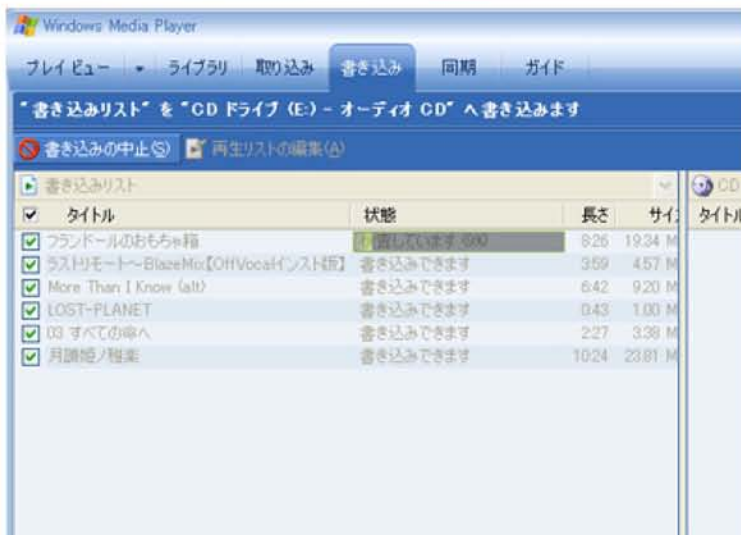 Windows Media Player
プレイ ビュー ライブラリ 取り込み 書き込み 同期 ガイド
"書き込みリスト" を "CD ドライブ (E:) - オーディオ CD" へ書き込みます
書き込みの中止(S) 再生リストの編集(A)
書き込みリスト CD
タイトル 状態 長さ サイ タイトル
フランドールのおもちゃ箱 査しています 8:26 19.34 M
ラストリモート〜BlazeMix【OffVocalインスト版】 書き込みできます 3:59 4.57 M
More Than I Know (alt) 書き込みできます 6:42 9.20 M
LOST-PLANET 書き込みできます 0:43 1.00 M
03 すべての傘へ 書き込みできます 2:27 3.38 M
書き込みできます 10:24 23.81 M